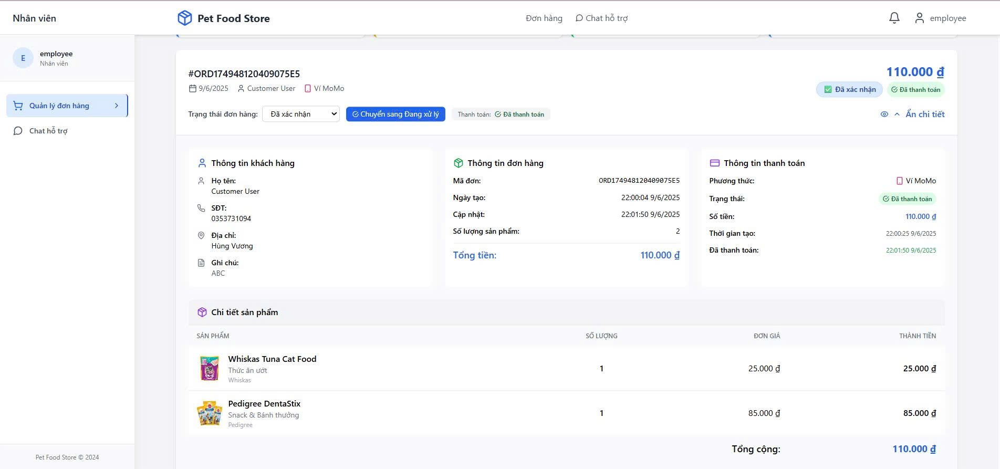 Nhân viên
Pet Food Store
Đơn hàng
Chat hỗ trợ
employee
E
employee
Nhân viên
Quản lý đơn hàng
Chat hỗ trợ
Pet Food Store © 2024
#ORD174948120409075E5
110.000 ₫
9/6/2025 Customer User Ví MoMo
Đã xác nhận Đã thanh toán
Trạng thái đơn hàng: Đã xác nhận Chuyển sang Đang xử lý Thanh toán: Đã thanh toán Ẩn chi tiết
Thông tin khách hàng
Họ tên:
Customer User
SĐT:
0353731094
Địa chỉ:
Hùng Vương
Ghi chú:
ABC
Thông tin đơn hàng
Mã đơn: ORD174948120409075E5
Ngày tạo: 22:00:04 9/6/2025
Cập nhật: 22:01:50 9/6/2025
Số lượng sản phẩm: 2
Tổng tiền: 110.000 ₫
Thông tin thanh toán
Phương thức: Ví MoMo
Trạng thái: Đã thanh toán
Số tiền: 110.000 ₫
Thời gian tạo: 22:00:25 9/6/2025
Đã thanh toán: 22:01:50 9/6/2025
Chi tiết sản phẩm
SẢN PHẨM SỐ LƯỢNG ĐƠN GIÁ THÀNH TIỀN
Whiskas Tuna Cat Food
Thức ăn ướt
Whiskas
1 25.000 ₫ 25.000 ₫
Pedigree DentaStix
Snack & Bánh thưởng
Pedigree
1 85.000 ₫ 85.000 ₫
Tổng cộng: 110.000 ₫